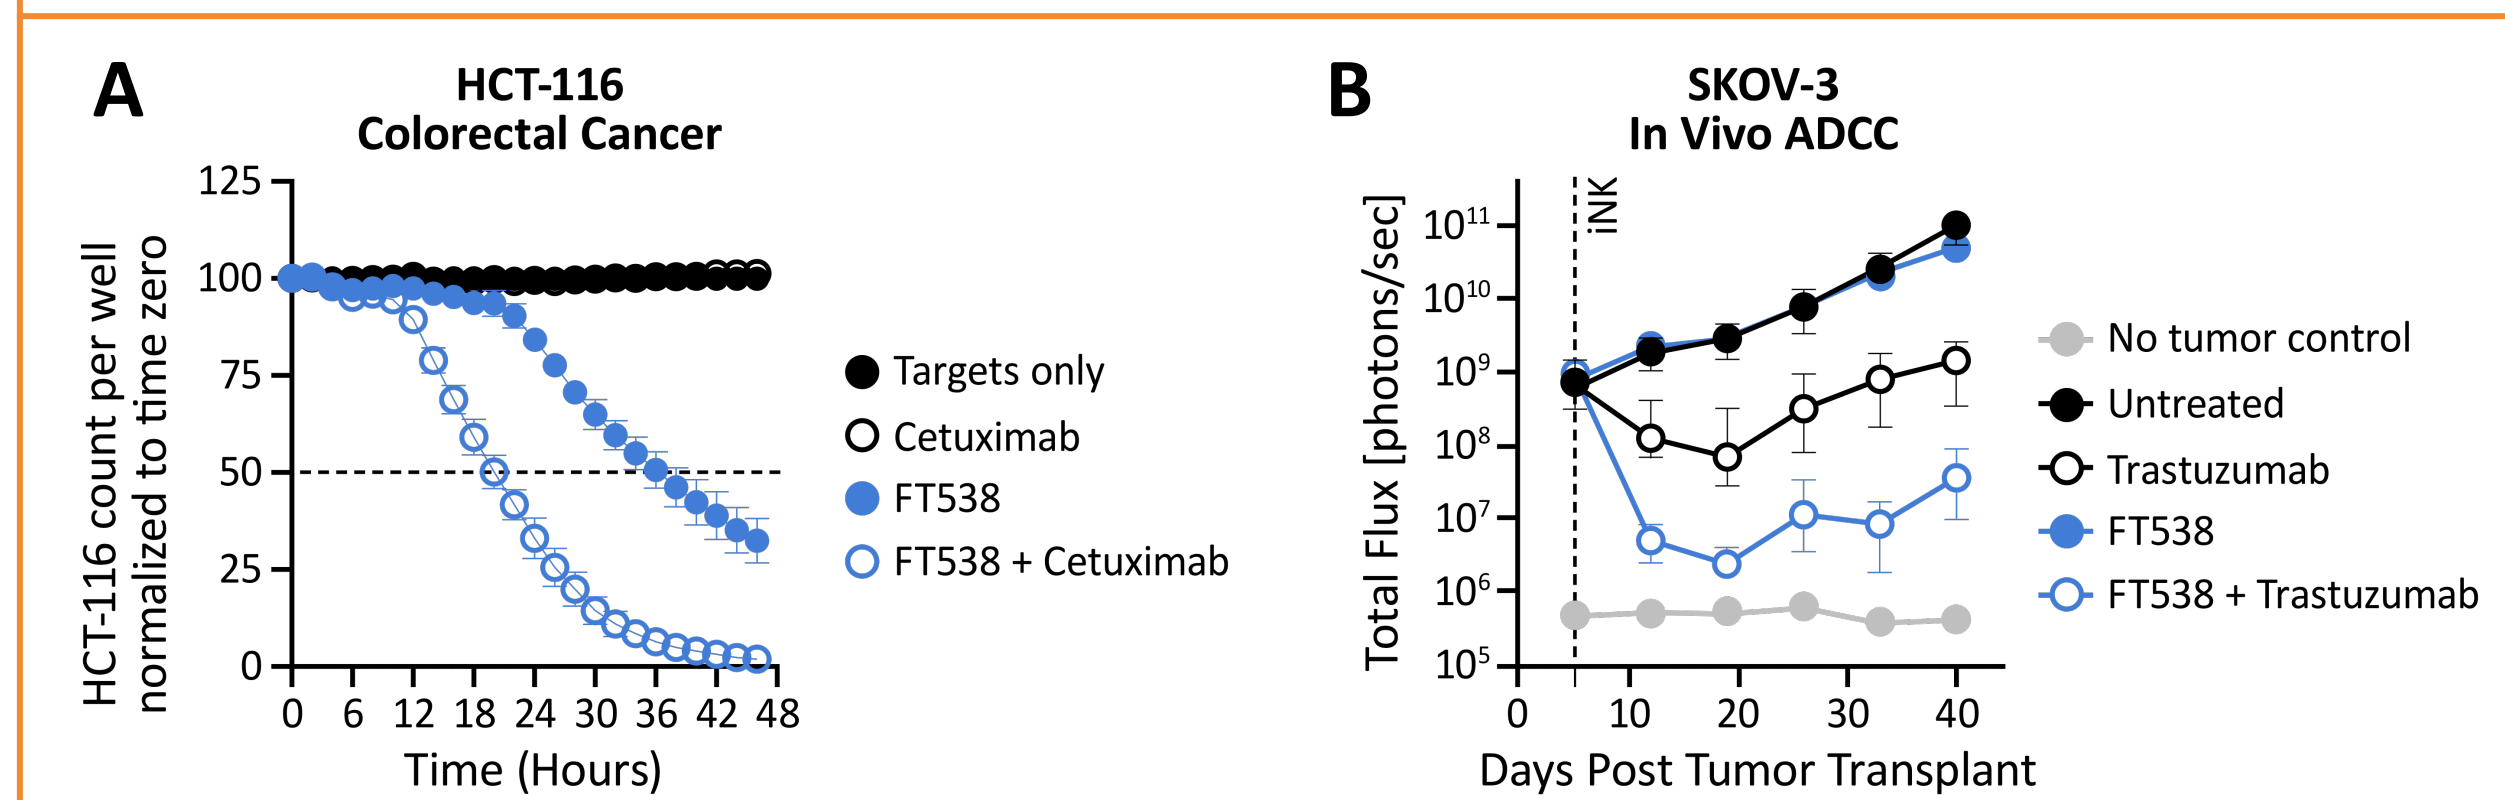 A
HCT-116
Colorectal Cancer
HCT-116 count per well
normalized to time zero
125
100
75
50
25
0
0 6 12 18 24 30 36 42 48
Time (Hours)
Targets only
Cetuximab
FT538
FT538 + Cetuximab
B
SKOV-3
In Vivo ADCC
iNK
Total Flux [photons/sec]
10¹¹
10¹⁰
10⁹
10⁸
10⁷
10⁶
10⁵
0 10 20 30 40
Days Post Tumor Transplant
No tumor control
Untreated
Trastuzumab
FT538
FT538 + Trastuzumab